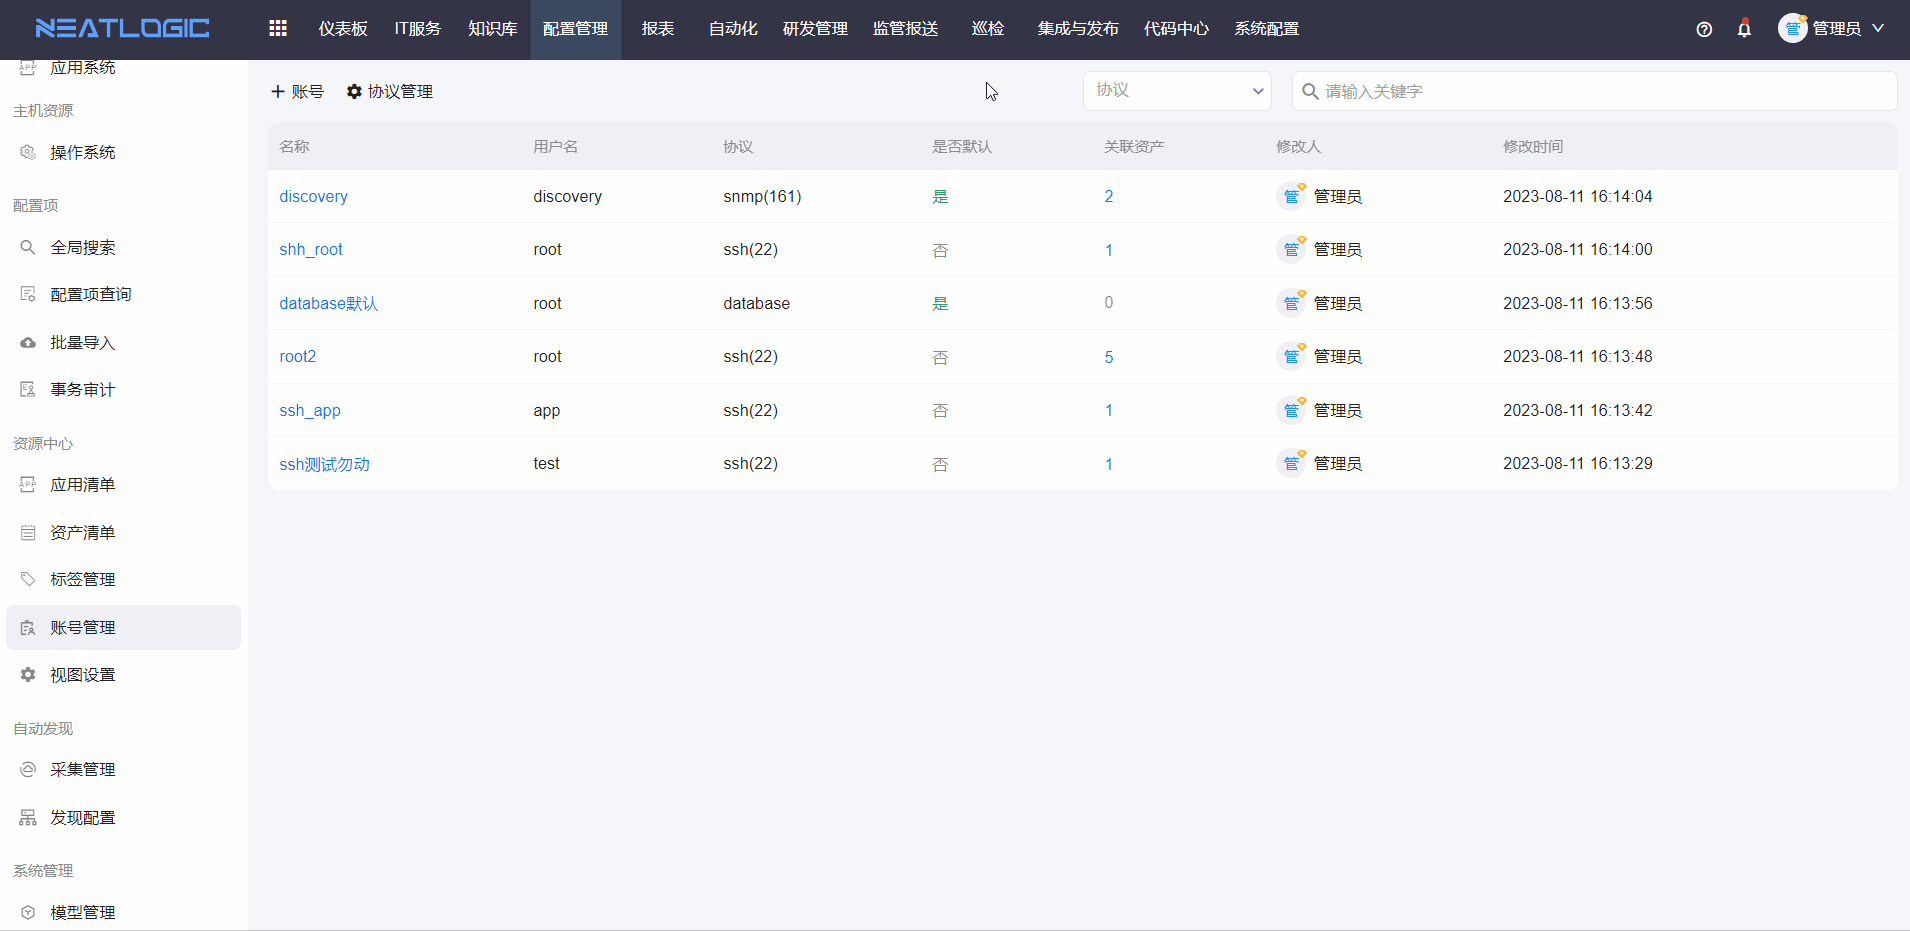 NEATLOGIC
仪表板 IT服务 知识库 配置管理 报表 自动化 研发管理 监管报送 巡检 集成与发布 代码中心 系统配置
管 管理员
应用系统
主机资源
操作系统
配置项
全局搜索
配置项查询
批量导入
事务审计
资源中心
应用清单
资产清单
标签管理
账号管理
视图设置
自动发现
采集管理
发现配置
系统管理
模型管理
账号 协议管理
协议
请输入关键字
名称 用户名 协议 是否默认 关联资产 修改人 修改时间
discovery discovery snmp(161) 是 2 管 管理员 2023-08-11 16:14:04
shh_root root ssh(22) 否 1 管 管理员 2023-08-11 16:14:00
database默认 root database 是 0 管 管理员 2023-08-11 16:13:56
root2 root ssh(22) 否 5 管 管理员 2023-08-11 16:13:48
ssh_app app ssh(22) 否 1 管 管理员 2023-08-11 16:13:42
ssh测试勿动 test ssh(22) 否 1 管 管理员 2023-08-11 16:13:29